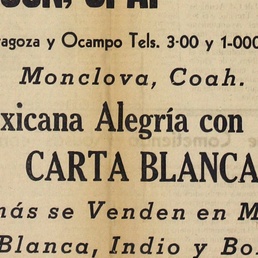 ragoza y Ocampo Tels. 3-00 y 1-000
Monclova, Coah.
xicana Alegría con
CARTA BLANCA
más se Venden en M
Blanca, Indio y Bo